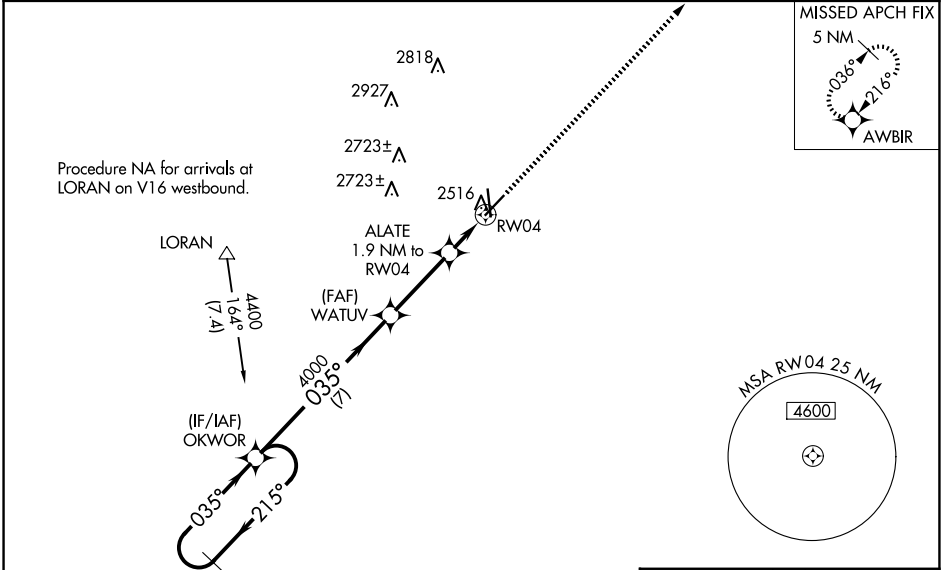 MISSED APCH FIX
5 NM
036°
216°
AWBIR
2818
2927
2723±
2723±
2516
Procedure NA for arrivals at
LORAN on V16 westbound.
RW04
ALATE
1.9 NM to
RW04
LORAN
4400
164°
(7.4)
(FAF)
WATUV
4000
035°
(7)
(IF/IAF)
OKWOR
035°
215°
MSA RW04 25 NM
4600